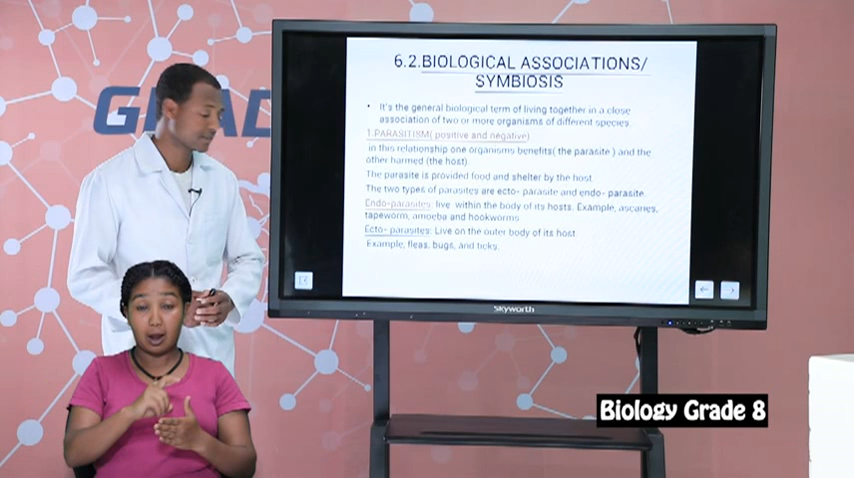 GRAD
6.2.BIOLOGICAL ASSOCIATIONS/
SYMBIOSIS
• It's the general biological term of living together in a close
association of two or more organisms of different species.
1.PARASITISM( positive and negative)
in this relationship one organisms benefits( the parasite ) and the
other harmed (the host).
The parasite is provided food and shelter by the host.
The two types of parasites are ecto- parasite and endo- parasite.
Endo-parasites: live within the body of its hosts. Example, ascaries,
tapeworm, amoeba and hookworms.
Ecto- parasites: Live on the outer body of its host.
Example, fleas, bugs, and ticks.
Skyworth
Biology Grade 8